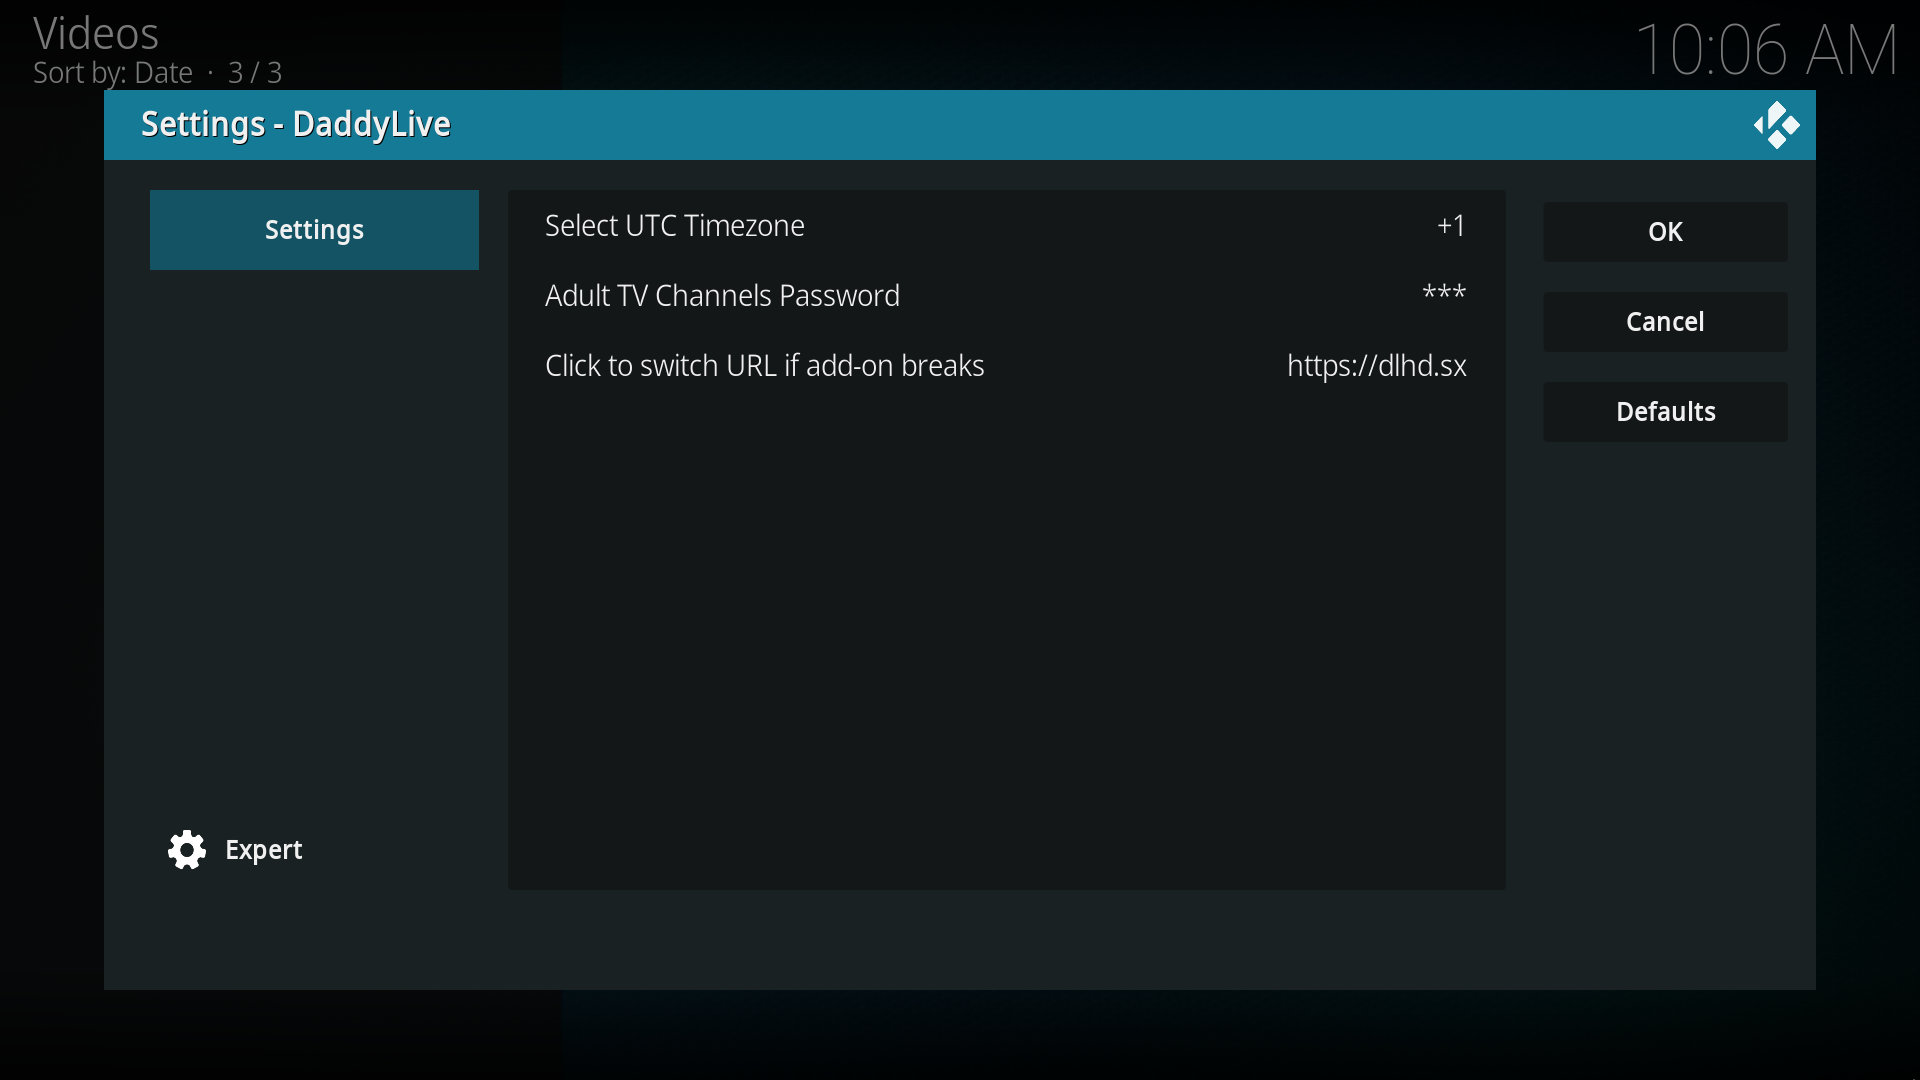 Videos
Sort by: Date · 3 / 3
10:06 AM
Settings - DaddyLive
Settings
Select UTC Timezone +1
Adult TV Channels Password ***
Click to switch URL if add-on breaks https://dlhd.sx
OK
Cancel
Defaults
Expert